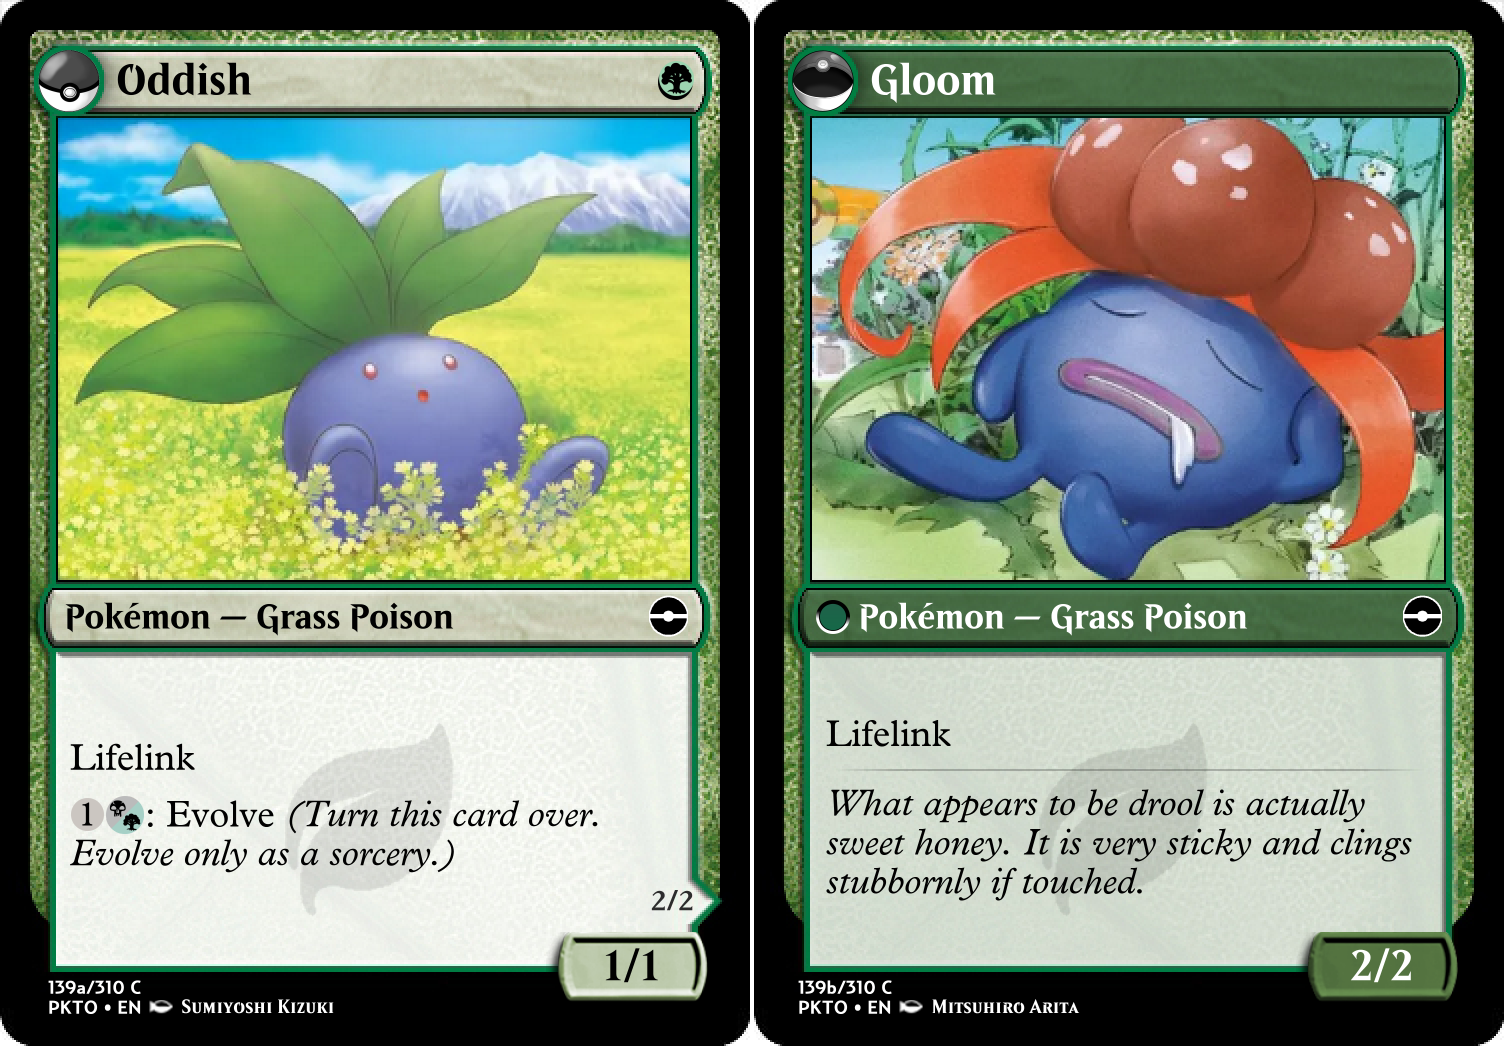 Oddish
Pokémon — Grass Poison
Lifelink
1: Evolve (Turn this card over.
Evolve only as a sorcery.)
2/2
1/1
139a/310 C
PKTO • EN SUMIYOSHI KIZUKI
Gloom
Pokémon — Grass Poison
Lifelink
What appears to be drool is actually
sweet honey. It is very sticky and clings
stubbornly if touched.
2/2
139b/310 C
PKTO • EN MITSUHIRO ARITA